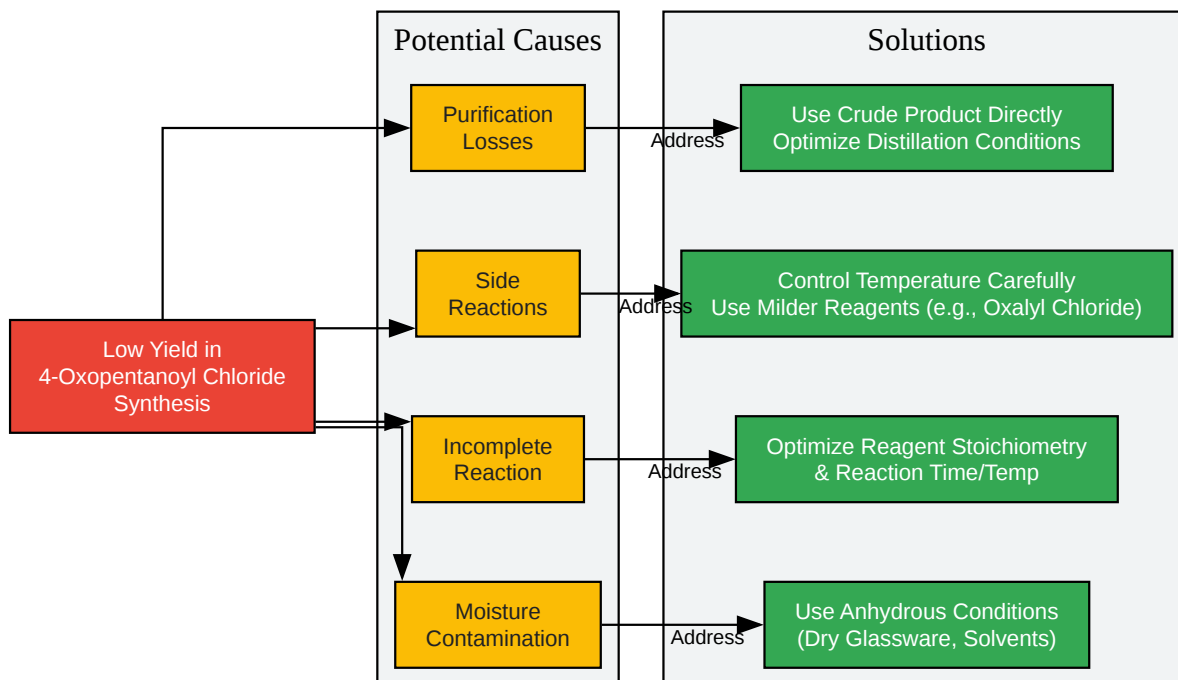 Potential Causes
Solutions
Purification
Losses
Address
Use Crude Product Directly
Optimize Distillation Conditions
Side
Reactions
Address
Control Temperature Carefully
Use Milder Reagents (e.g., Oxalyl Chloride)
Low Yield in
4-Oxopentanoyl Chloride
Synthesis
Incomplete
Reaction
Address
Optimize Reagent Stoichiometry
& Reaction Time/Temp
Moisture
Contamination
Address
Use Anhydrous Conditions
(Dry Glassware, Solvents)